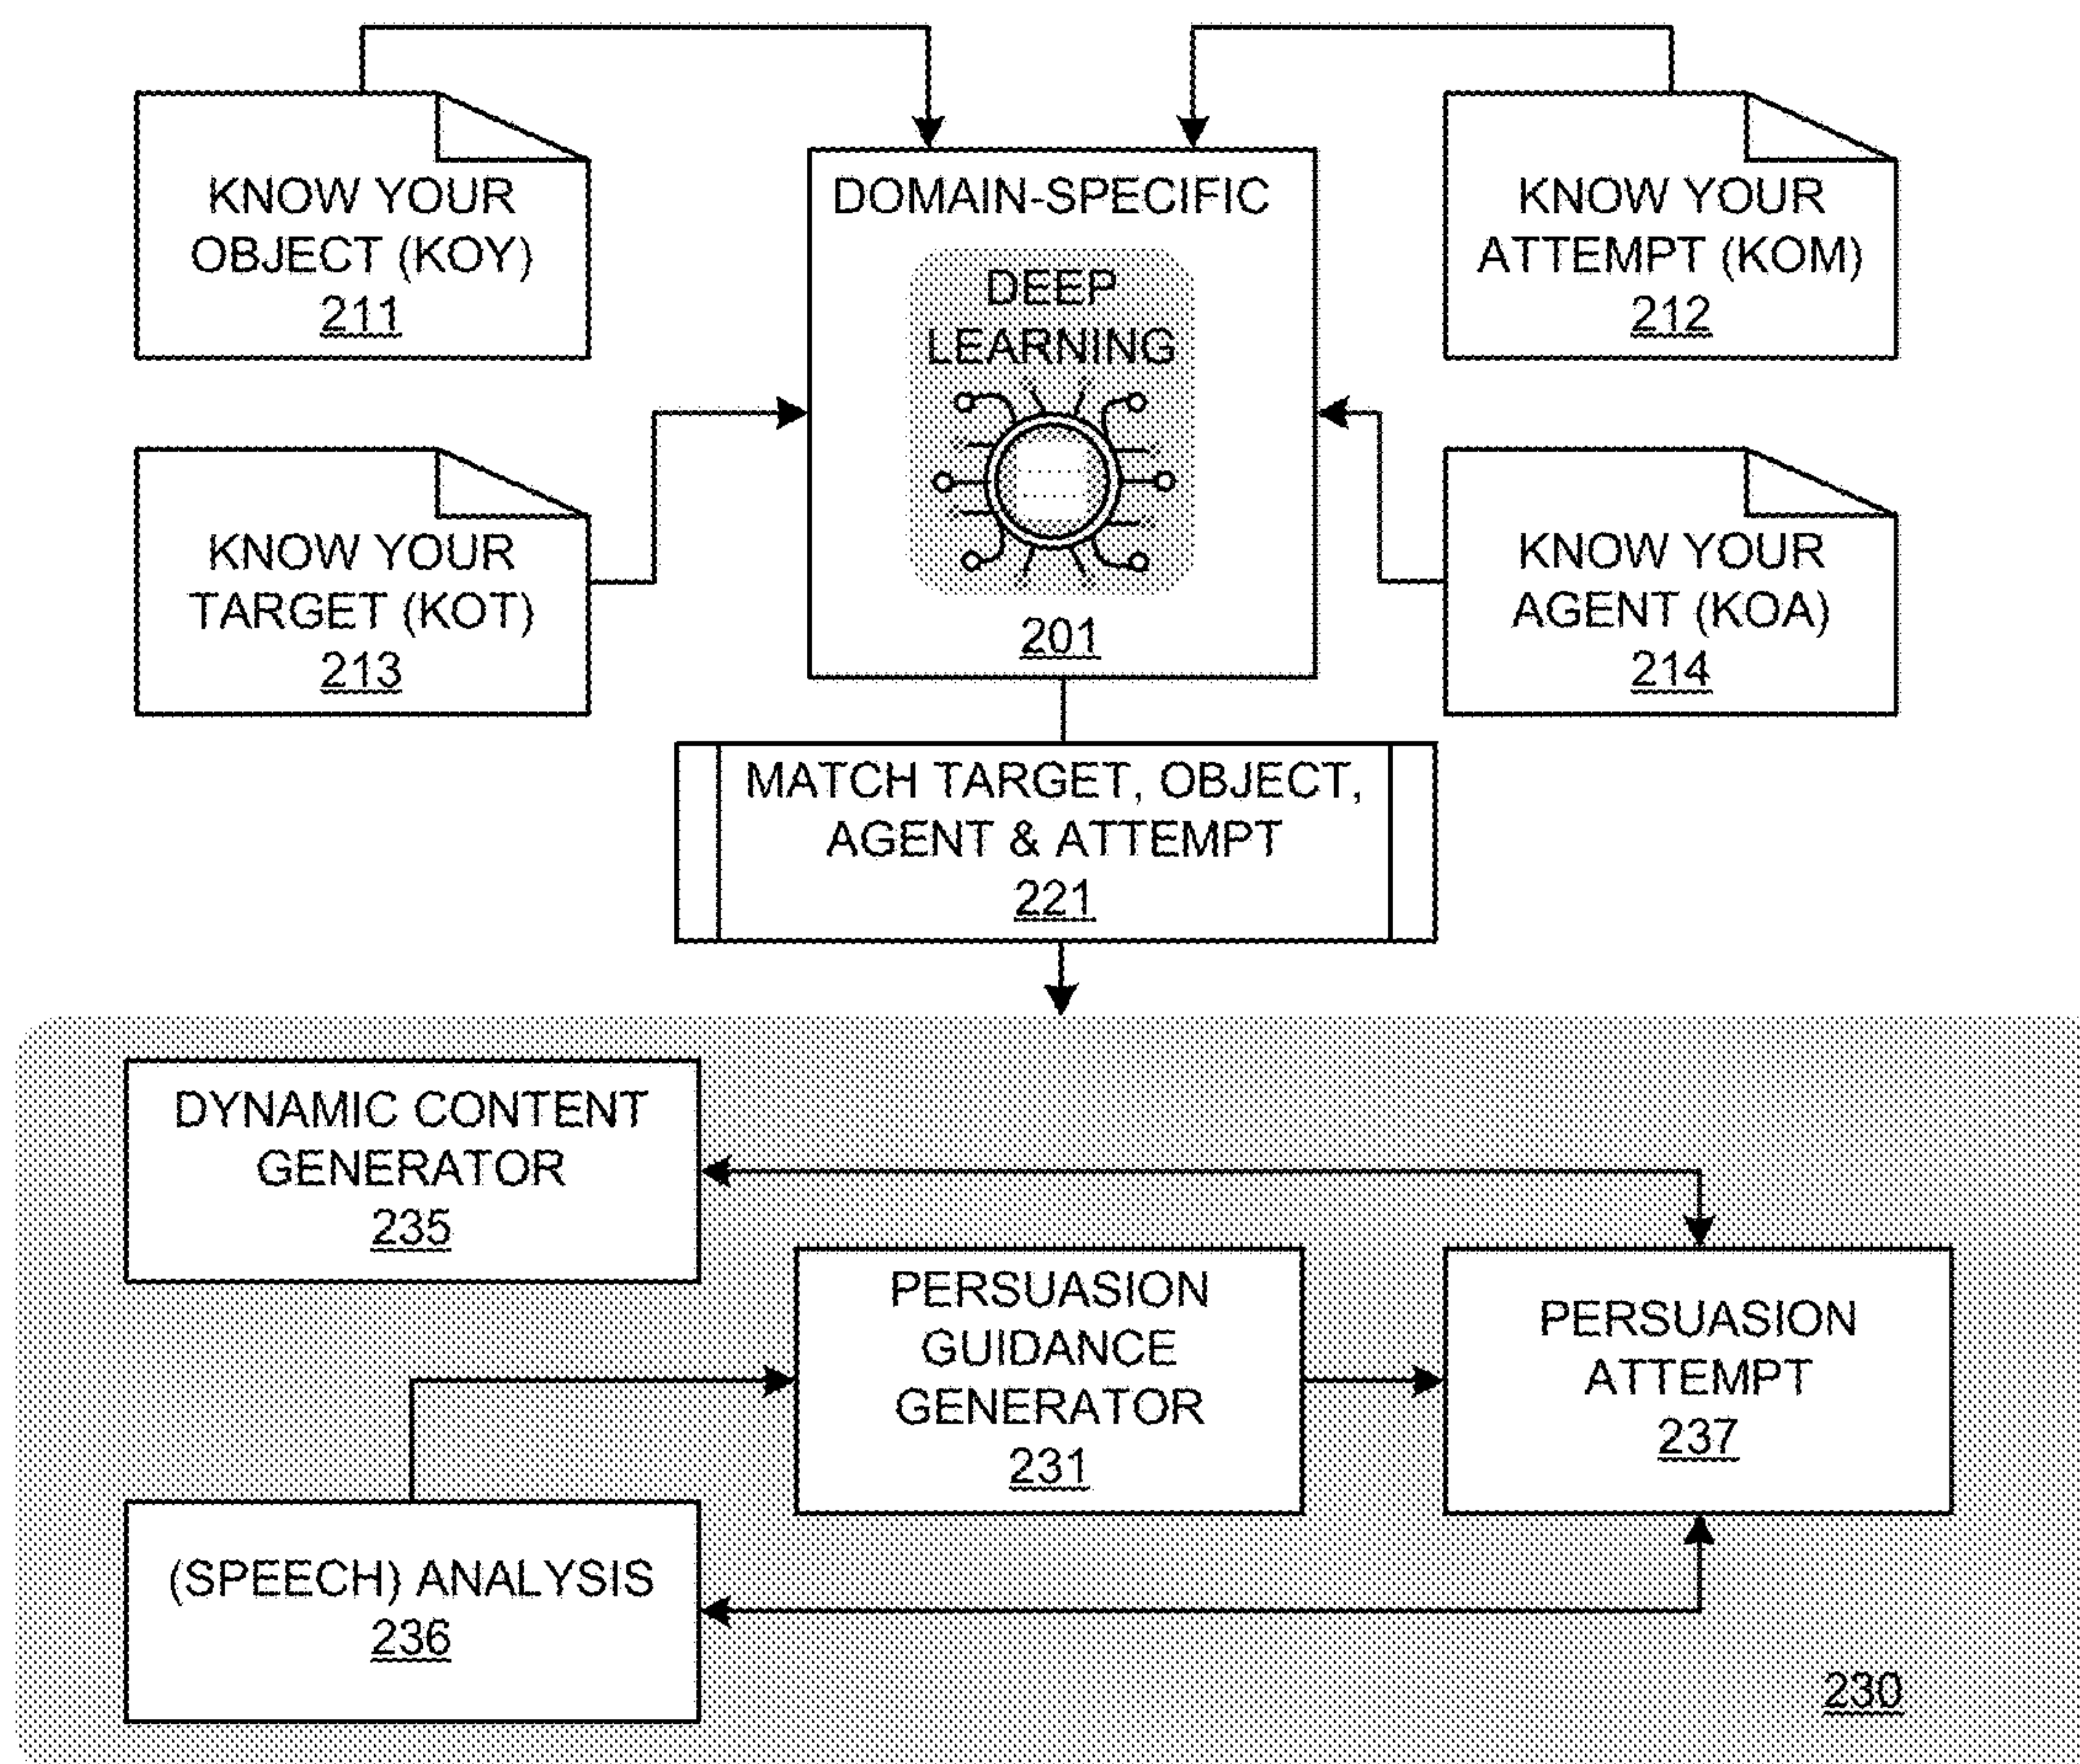 KNOW YOUR
OBJECT (KOY)
211
DOMAIN-SPECIFIC
DEEP
LEARNING
201
KNOW YOUR
ATTEMPT (KOM)
212
KNOW YOUR
TARGET (KOT)
213
KNOW YOUR
AGENT (KOA)
214
MATCH TARGET, OBJECT,
AGENT & ATTEMPT
221
DYNAMIC CONTENT
GENERATOR
235
PERSUASION
GUIDANCE
GENERATOR
231
PERSUASION
ATTEMPT
237
(SPEECH) ANALYSIS
236
230